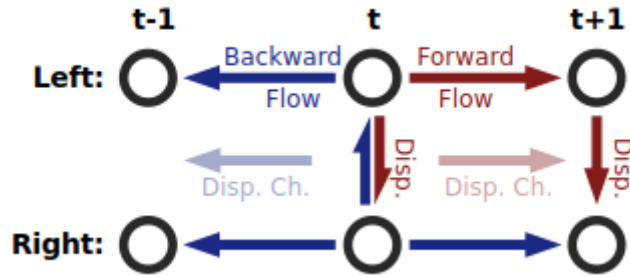 t-1 t t+1
Left: Backward Forward
Flow Flow
Disp. Disp.
Disp. Ch. Disp. Ch.
Right: